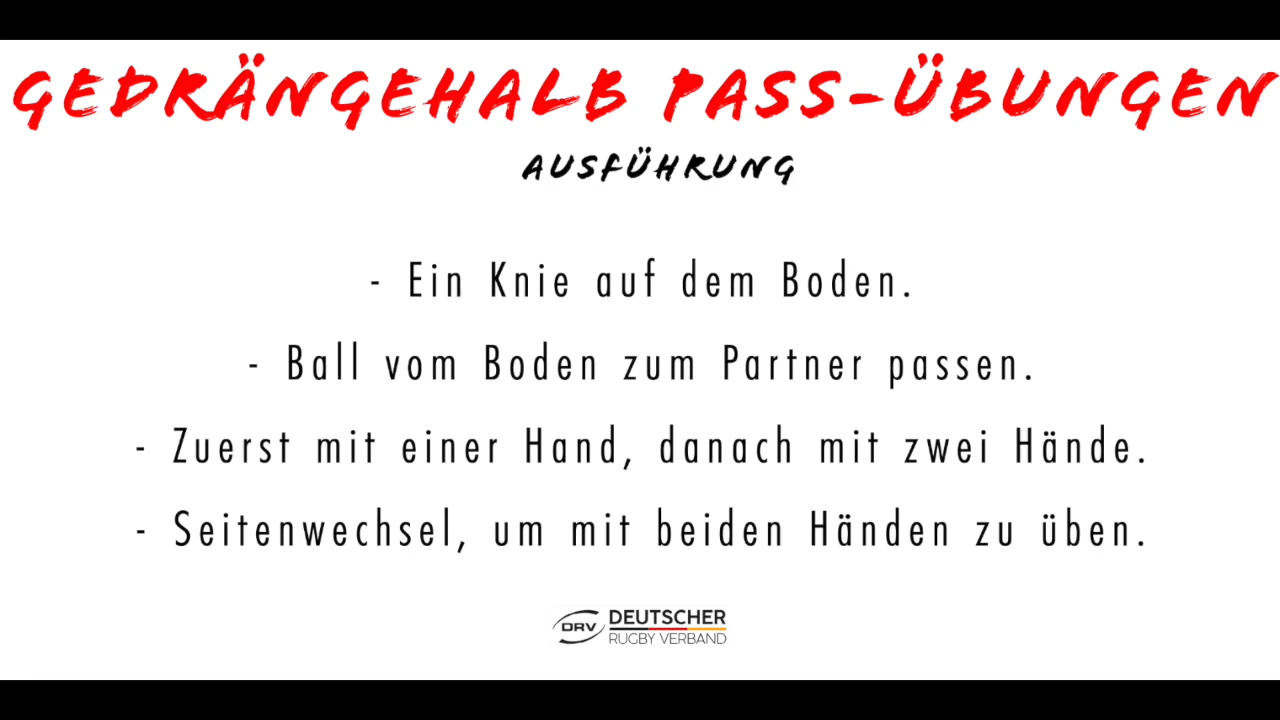 GEDRÄNGEHALB PASS-ÜBUNGEN
AUSFÜHRUNG
- Ein Knie auf dem Boden.
- Ball vom Boden zum Partner passen.
- Zuerst mit einer Hand, danach mit zwei Hände.
- Seitenwechsel, um mit beiden Händen zu üben.
DRV DEUTSCHER
RUGBY VERBAND